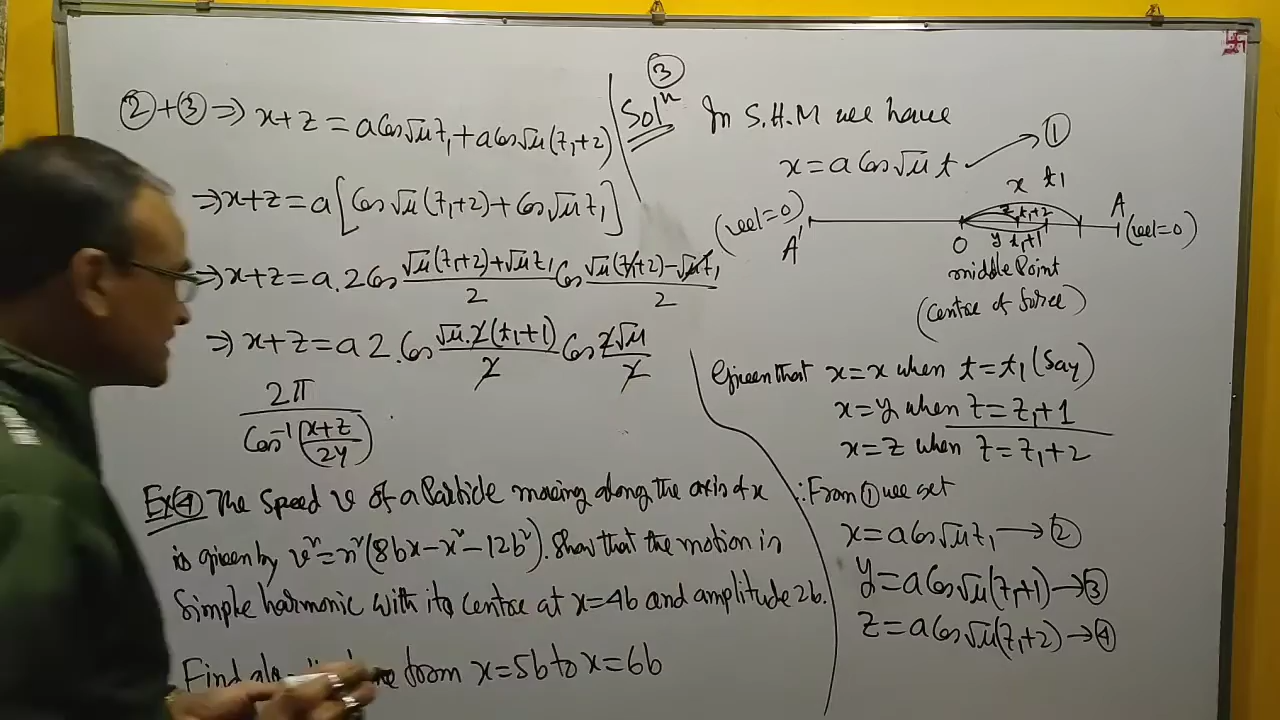 ③
②+③ ⇒ x+z = a Cos√μ t₁ + a Cos√μ (t₁+2)
⇒ x+z = a [Cos√μ (t₁+2) + Cos√μ t₁]
⇒ x+z = a.2 Cos (√μ (t₁+2) + √μ t₁)/2 Cos (√μ (t₁+2) − √μ t₁)/2
⇒ x+z = a 2. Cos (√μ.2(t₁+1))/2 Cos (2√μ)/2
2π / (Cos⁻¹ ((x+z)/2y))
Ex ④ The Speed v of a Particle moving along the axis of x
is given by v² = n²(8bx − x² − 12b²). Show that the motion is
Simple harmonic with its centre at x=4b and amplitude 2b.
Find from x=5b to x=6b
Solⁿ In S.H.M we have
x = a Cos√μ t → ①
x t₁
z t₁+2
y t₁+1
(vel=0) A' O A (vel=0)
middle Point
(Centre of force)
Given that x=x when t=t₁ (Say)
x=y when t=t₁+1
x=z when t=t₁+2
∴ From ① we get
x = a Cos√μ t₁ → ②
y = a Cos√μ (t₁+1) → ③
z = a Cos√μ (t₁+2) → ④